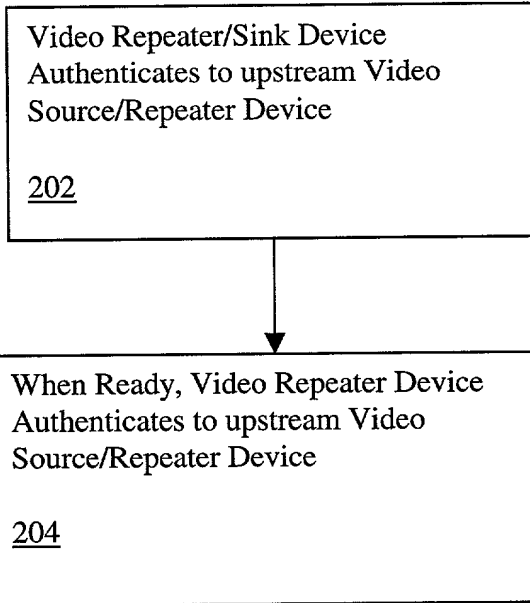 Video Repeater/Sink Device
Authenticates to upstream Video
Source/Repeater Device
202
When Ready, Video Repeater Device
Authenticates to upstream Video
Source/Repeater Device
204